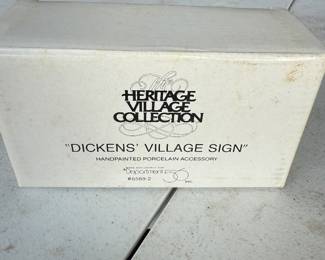 The
HERITAGE
VILLAGE
COLLECTION
"DICKENS' VILLAGE SIGN"
HANDPAINTED PORCELAIN ACCESSORY
Department 56
#6569-2